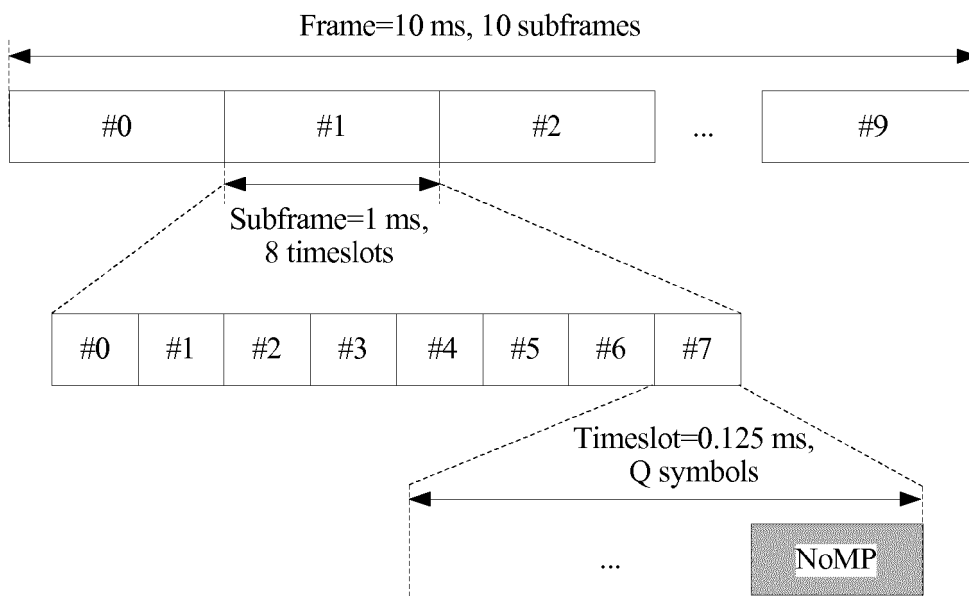 Frame=10 ms, 10 subframes
#0 #1 #2 ... #9
Subframe=1 ms,
8 timeslots
#0 #1 #2 #3 #4 #5 #6 #7
Timeslot=0.125 ms,
Q symbols
... NoMP